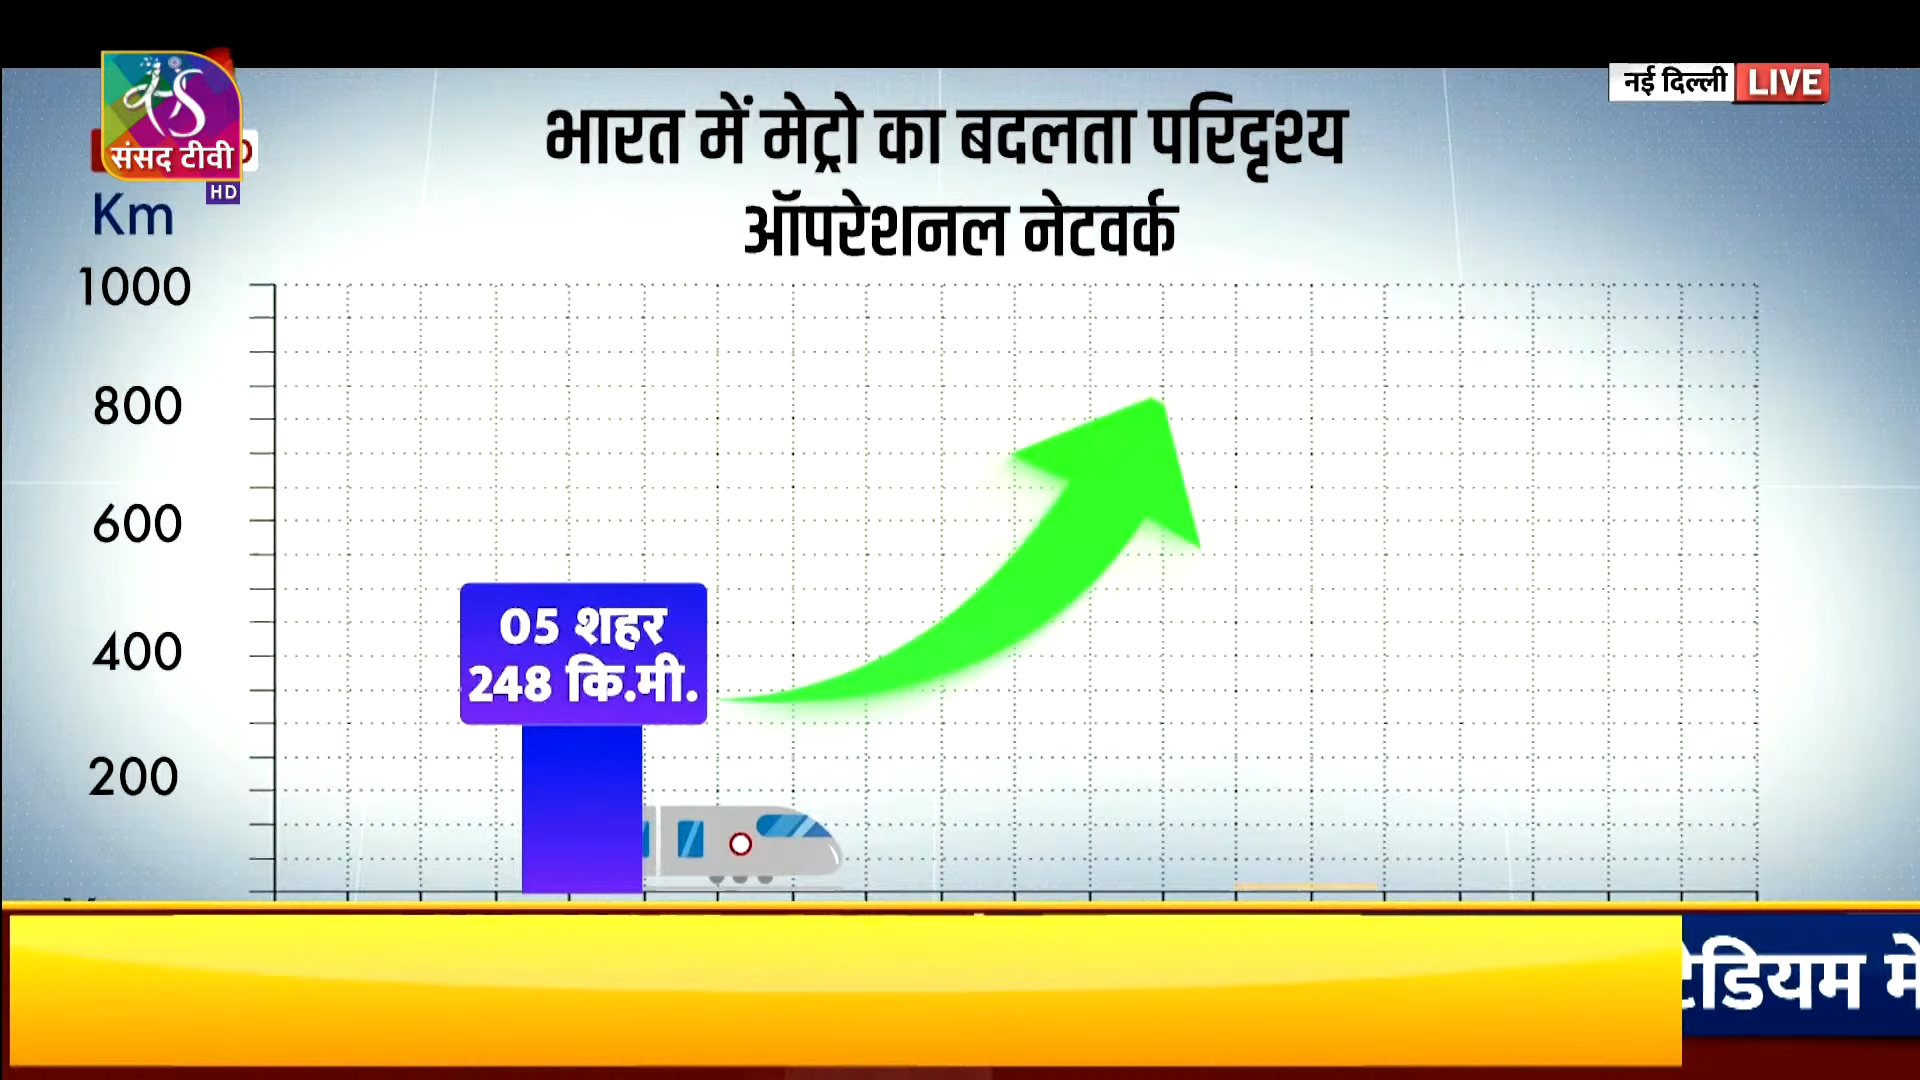 संसद टीवी
HD
नई दिल्ली LIVE
भारत में मेट्रो का बदलता परिदृश्य
ऑपरेशनल नेटवर्क
Km
1000
800
600
400
200
05 शहर
248 कि.मी.
में